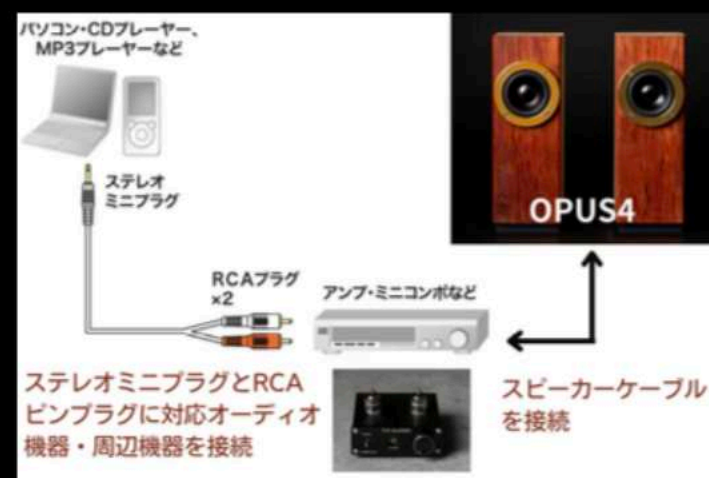 パソコン・CDプレーヤー、
MP3プレーヤーなど
ステレオ
ミニプラグ
OPUS4
RCAプラグ
×2
アンプ・ミニコンポなど
ステレオミニプラグとRCA
ピンプラグに対応オーディオ
機器・周辺機器を接続
スピーカーケーブル
を接続